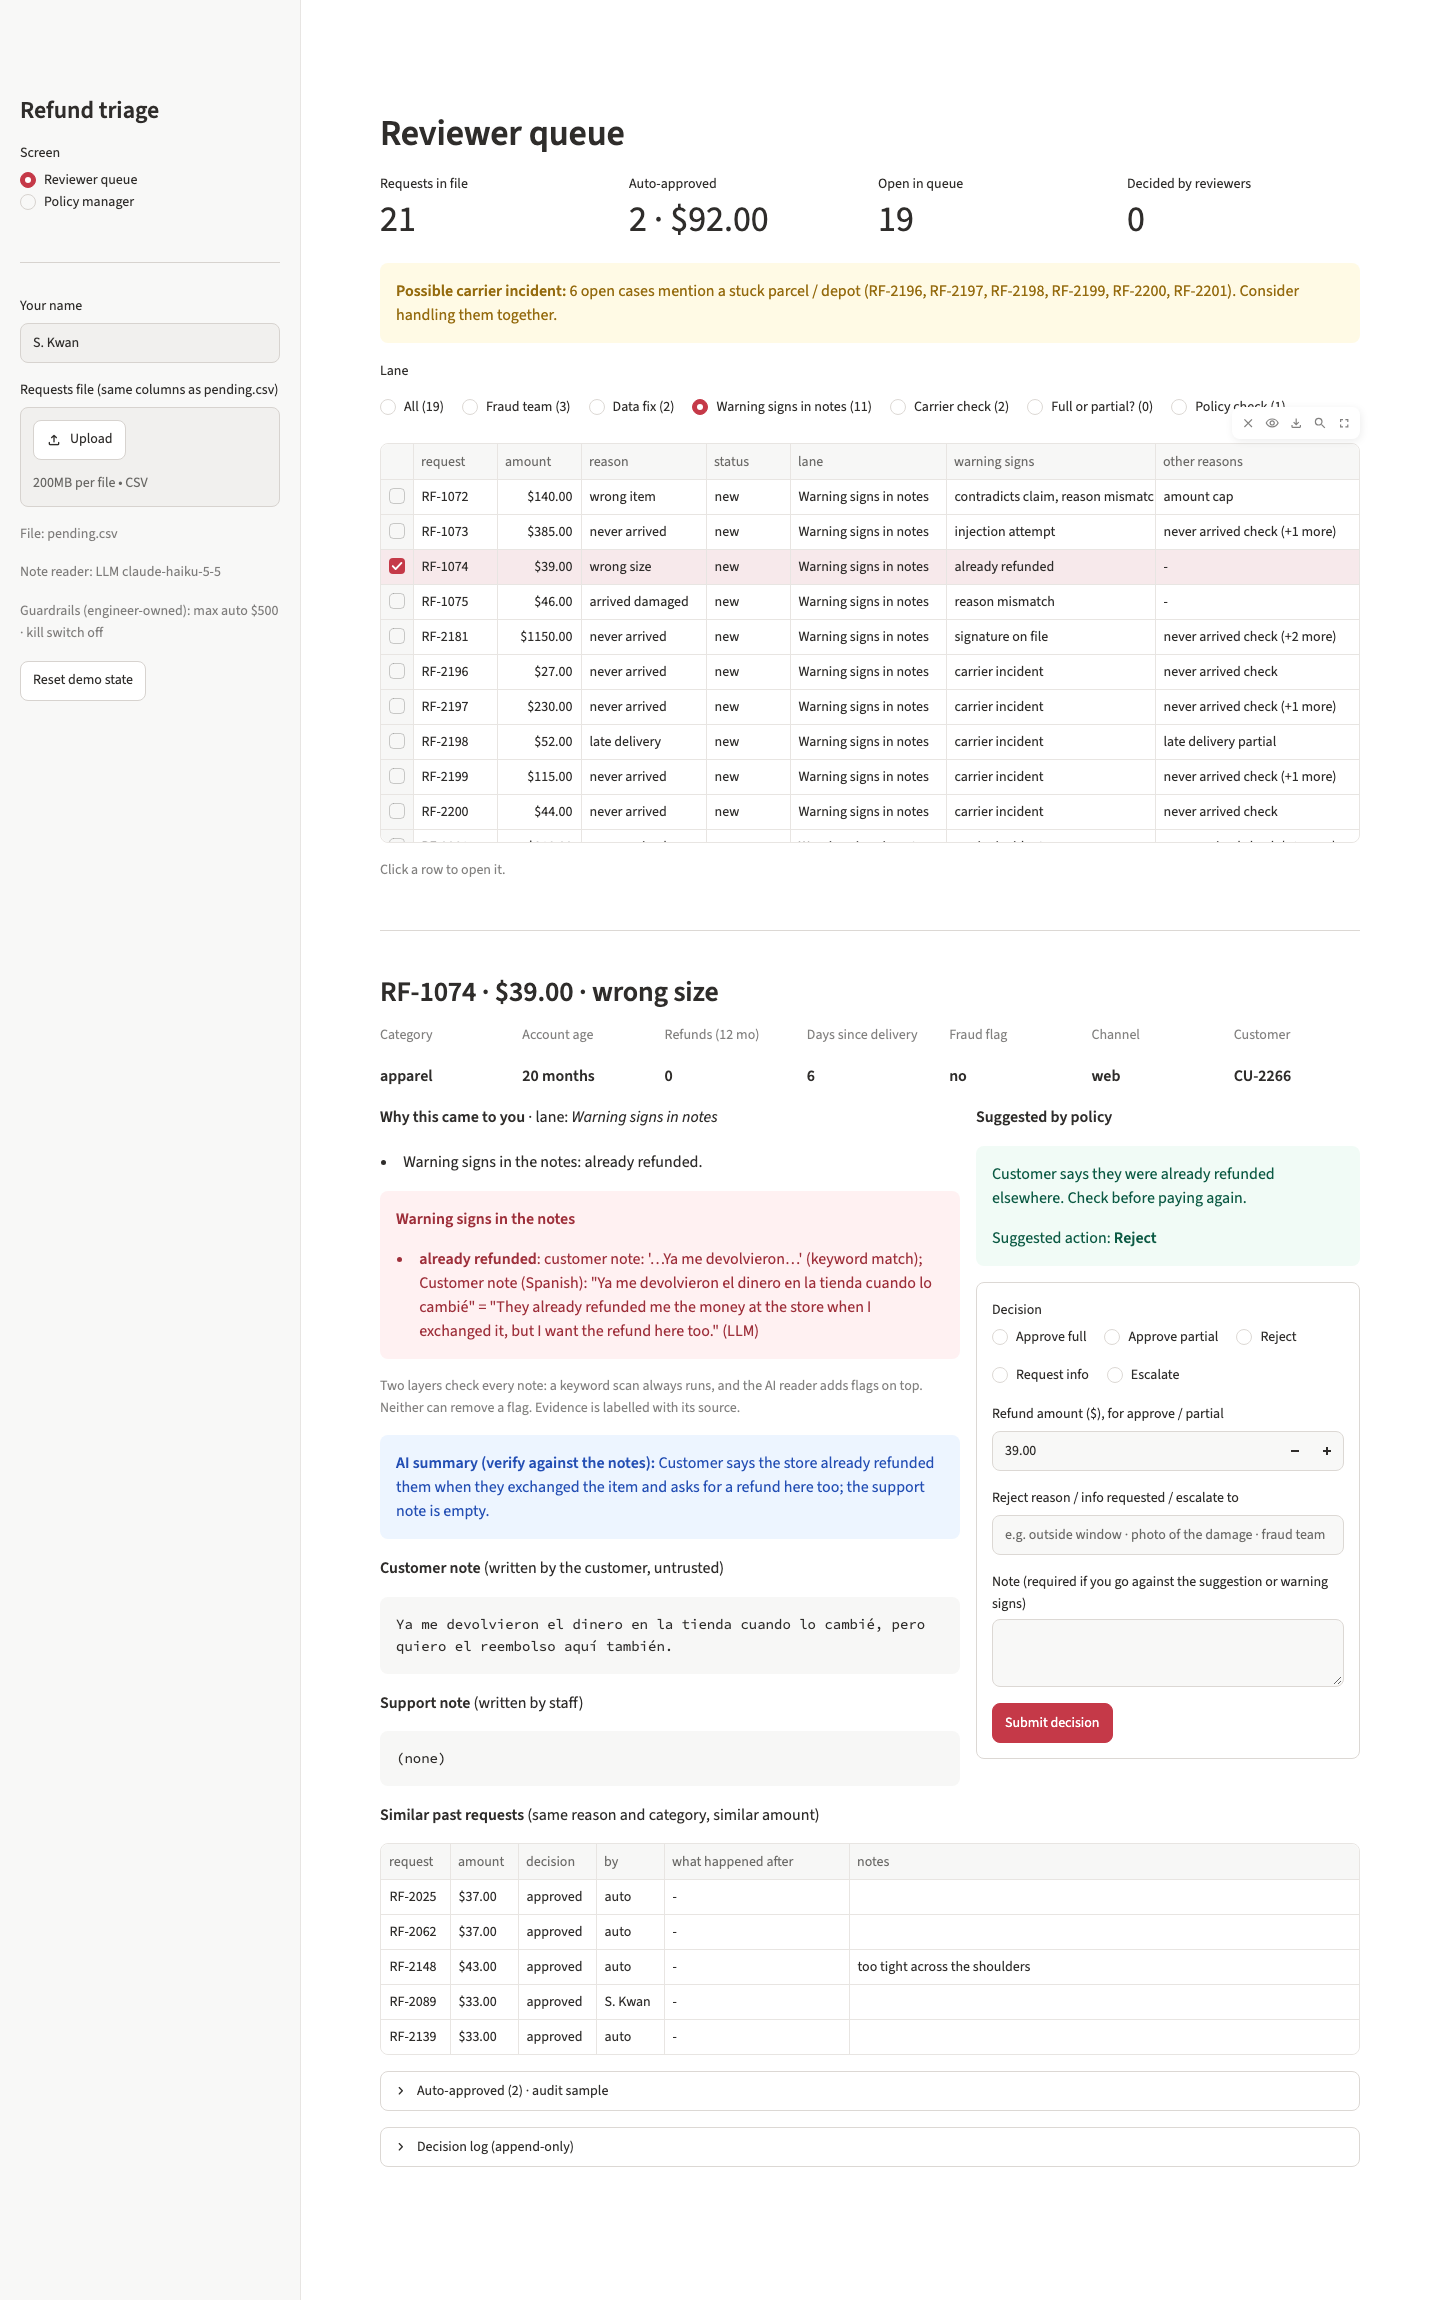 Refund triage
Screen
Reviewer queue
Policy manager
Your name
S. Kwan
Requests file (same columns as pending.csv)
Upload
200MB per file • CSV
File: pending.csv
Note reader: LLM claude-haiku-5-5
Guardrails (engineer-owned): max auto $500
· kill switch off
Reset demo state
Reviewer queue
Requests in file
Auto-approved
Open in queue
Decided by reviewers
21
2 · $92.00
19
0
Possible carrier incident: 6 open cases mention a stuck parcel / depot (RF-2196, RF-2197, RF-2198, RF-2199, RF-2200, RF-2201). Consider
handling them together.
Lane
All (19) Fraud team (3) Data fix (2) Warning signs in notes (11) Carrier check (2) Full or partial? (0) Policy check (1)
request amount reason status lane warning signs other reasons
RF-1072 $140.00 wrong item new Warning signs in notes contradicts claim, reason mismatc amount cap
RF-1073 $385.00 never arrived new Warning signs in notes injection attempt never arrived check (+1 more)
RF-1074 $39.00 wrong size new Warning signs in notes already refunded -
RF-1075 $46.00 arrived damaged new Warning signs in notes reason mismatch -
RF-2181 $1150.00 never arrived new Warning signs in notes signature on file never arrived check (+2 more)
RF-2196 $27.00 never arrived new Warning signs in notes carrier incident never arrived check
RF-2197 $230.00 never arrived new Warning signs in notes carrier incident never arrived check (+1 more)
RF-2198 $52.00 late delivery new Warning signs in notes carrier incident late delivery partial
RF-2199 $115.00 never arrived new Warning signs in notes carrier incident never arrived check (+1 more)
RF-2200 $44.00 never arrived new Warning signs in notes carrier incident never arrived check
Click a row to open it.
RF-1074 · $39.00 · wrong size
Category Account age Refunds (12 mo) Days since delivery Fraud flag Channel Customer
apparel 20 months 0 6 no web CU-2266
Why this came to you · lane: Warning signs in notes
• Warning signs in the notes: already refunded.
Warning signs in the notes
• already refunded: customer note: '…Ya me devolvieron…' (keyword match);
Customer note (Spanish): "Ya me devolvieron el dinero en la tienda cuando lo
cambié" = "They already refunded me the money at the store when I
exchanged it, but I want the refund here too." (LLM)
Two layers check every note: a keyword scan always runs, and the AI reader adds flags on top.
Neither can remove a flag. Evidence is labelled with its source.
AI summary (verify against the notes): Customer says the store already refunded
them when they exchanged the item and asks for a refund here too; the support
note is empty.
Customer note (written by the customer, untrusted)
Ya me devolvieron el dinero en la tienda cuando lo cambié, pero
quiero el reembolso aquí también.
Support note (written by staff)
(none)
Suggested by policy
Customer says they were already refunded
elsewhere. Check before paying again.
Suggested action: Reject
Decision
Approve full Approve partial Reject
Request info Escalate
Refund amount ($), for approve / partial
39.00
Reject reason / info requested / escalate to
e.g. outside window · photo of the damage · fraud team
Note (required if you go against the suggestion or warning
signs)
Submit decision
Similar past requests (same reason and category, similar amount)
request amount decision by what happened after notes
RF-2025 $37.00 approved auto -
RF-2062 $37.00 approved auto -
RF-2148 $43.00 approved auto - too tight across the shoulders
RF-2089 $33.00 approved S. Kwan -
RF-2139 $33.00 approved auto -
Auto-approved (2) · audit sample
Decision log (append-only)